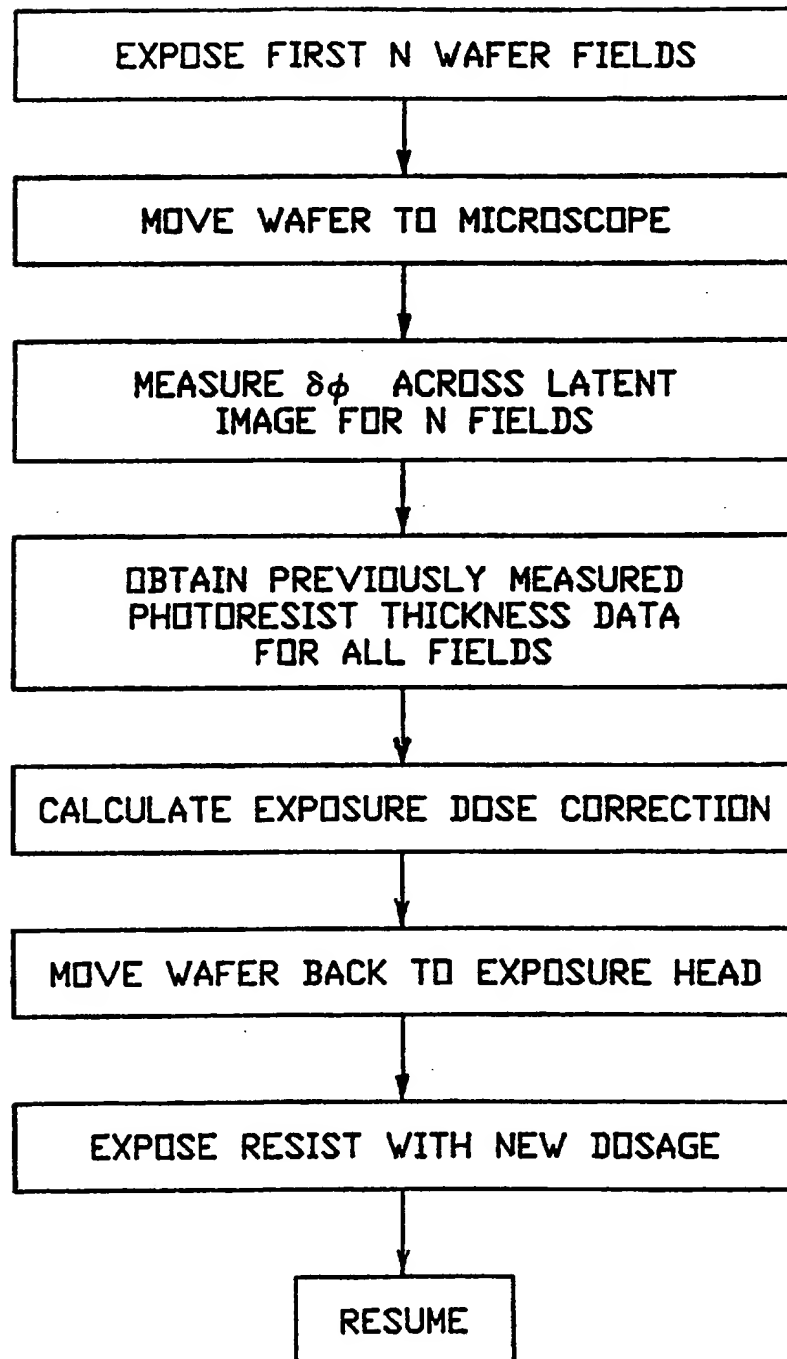 EXPOSE FIRST N WAFER FIELDS
MOVE WAFER TO MICROSCOPE
MEASURE δϕ ACROSS LATENT
IMAGE FOR N FIELDS
OBTAIN PREVIOUSLY MEASURED
PHOTORESIST THICKNESS DATA
FOR ALL FIELDS
CALCULATE EXPOSURE DOSE CORRECTION
MOVE WAFER BACK TO EXPOSURE HEAD
EXPOSE RESIST WITH NEW DOSAGE
RESUME